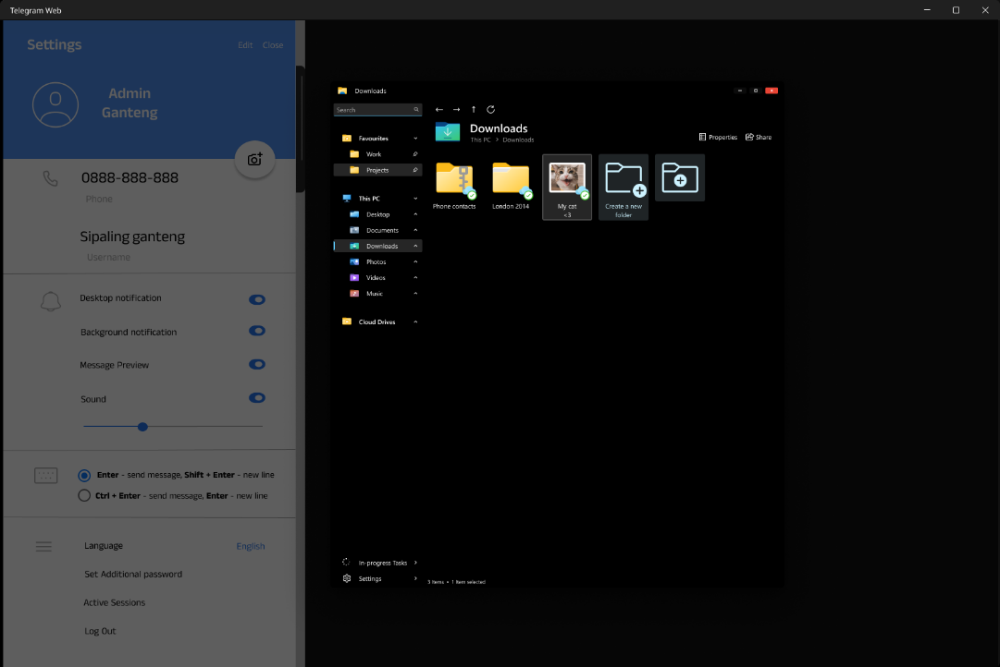 Telegram Web
Settings
Edit
Close
Admin
Ganteng
0888-888-888
Phone
Sipaling ganteng
Username
Desktop notification
Background notification
Message Preview
Sound
Enter - send message, Shift + Enter - new line
Ctrl + Enter - send message, Enter - new line
Language
English
Set Additional password
Active Sessions
Log Out
Downloads
Search
Favourites
Work
Projects
This PC
Desktop
Documents
Downloads
Photos
Videos
Music
Cloud Drives
In-progress Tasks
Settings
Downloads
This PC > Downloads
Properties
Share
Phone contacts
London 2014
My cat
<3
Create a new
folder
3 Items • 1 Item selected